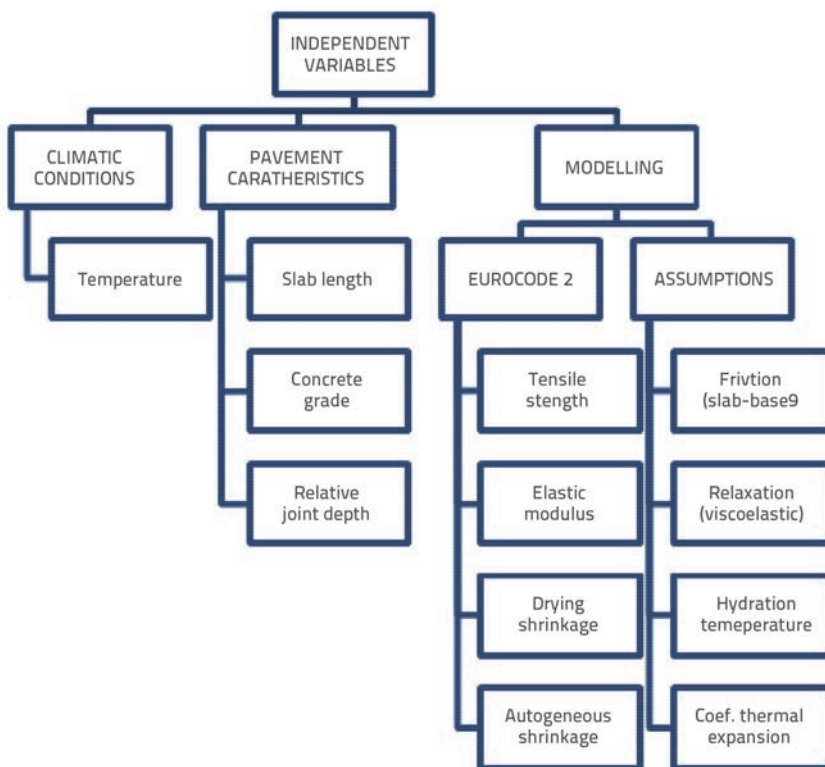 INDEPENDENT
VARIABLES
CLIMATIC
CONDITIONS
PAVEMENT
CARATHERISTICS
MODELLING
Temperature
Slab length
EUROCODE 2
ASSUMPTIONS
Concrete
grade
Tensile
stength
Frivtion
(slab-base9
Relative
joint depth
Elastic
modulus
Relaxation
(viscoelastic)
Drying
shrinkage
Hydration
temeperature
Autogeneous
shrinkage
Coef. thermal
expansion